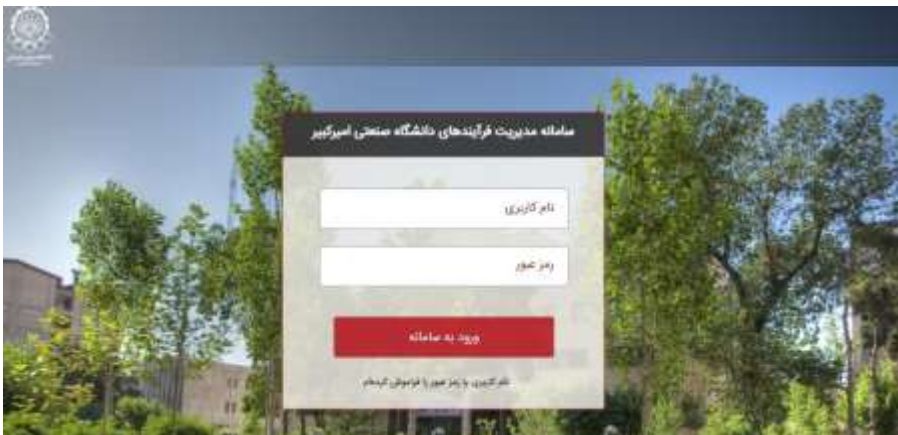 سامانه مدیریت فرآیندهای دانشگاه صنعتی امیرکبیر
نام کاربری
رمز عبور
ورود به سامانه
نام کاربری یا رمز عبور را فراموش کرده‌ام